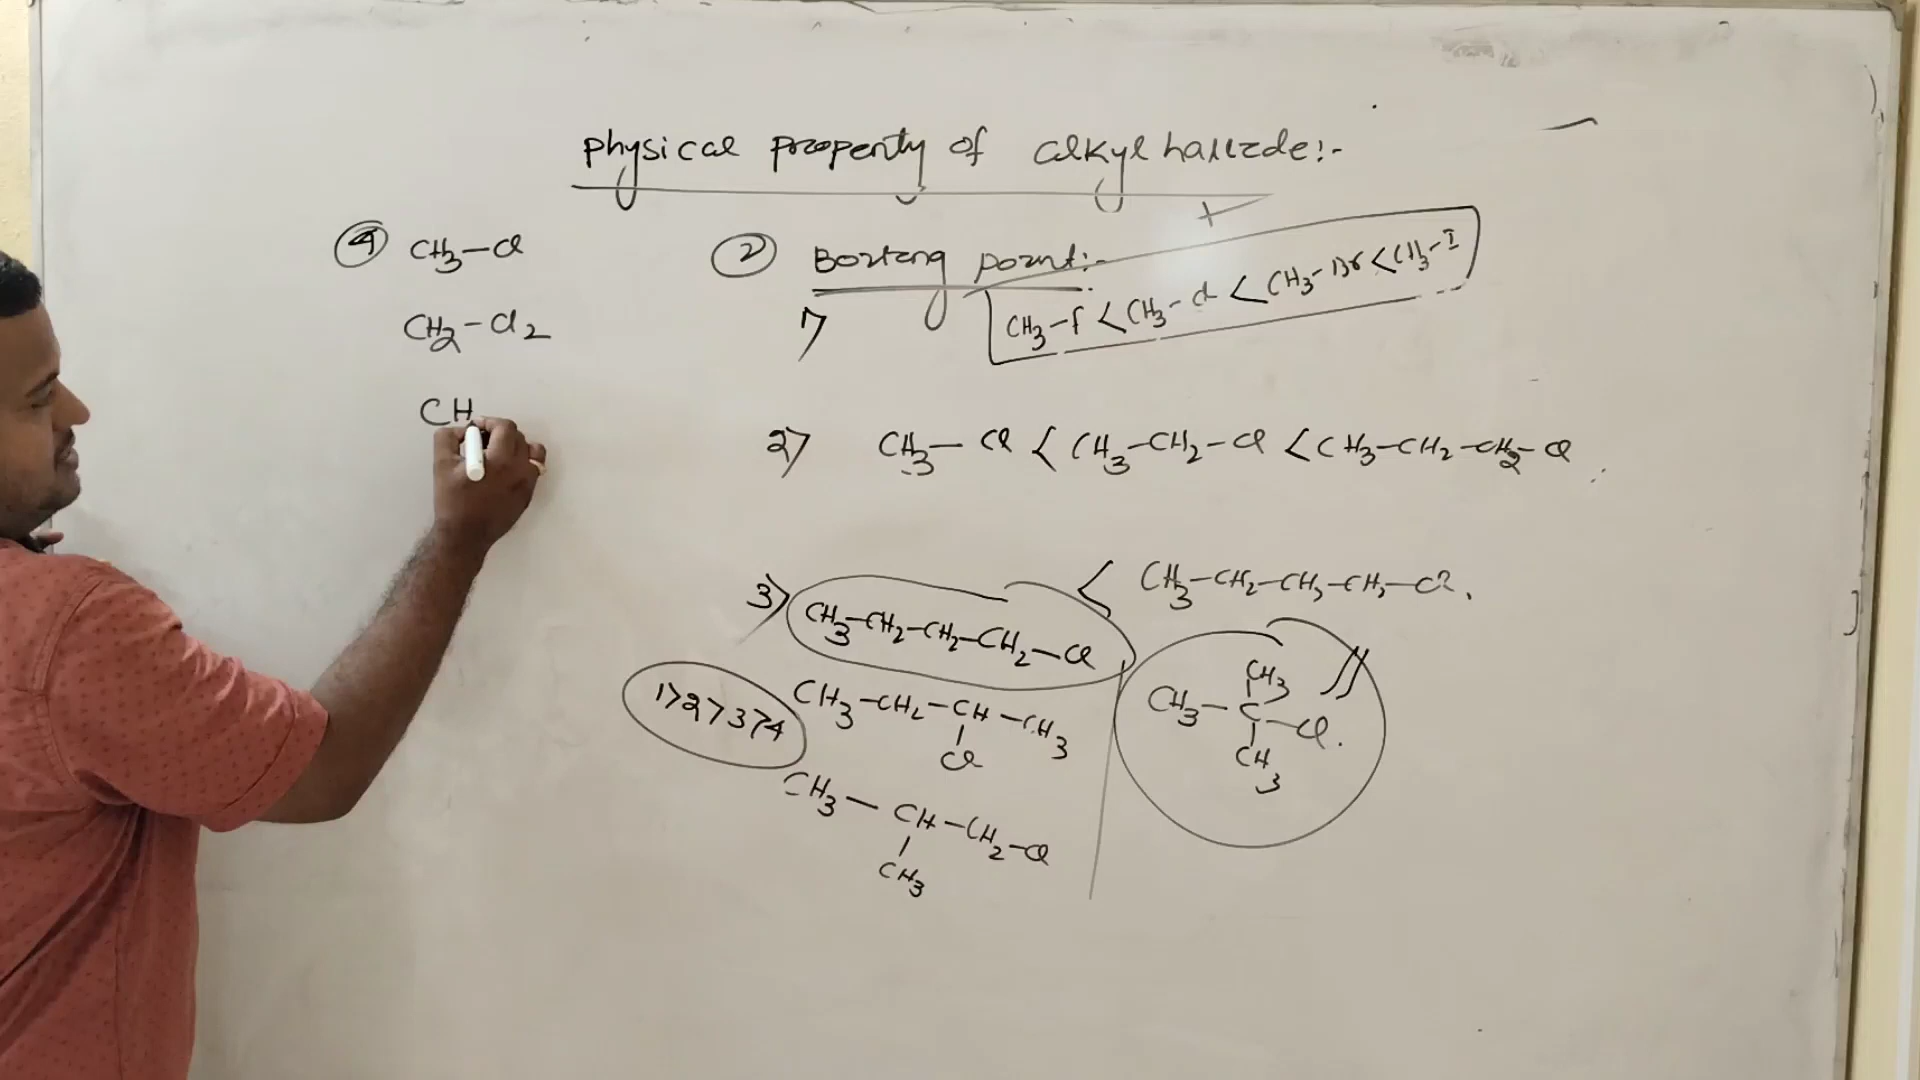 physical property of alkyl halide:-
④ CH3-Cl
CH2-Cl2
CH
② Boiling point:-
1) CH3-F < CH3-Cl < CH3-Br < CH3-I
2) CH3-Cl < CH3-CH2-Cl < CH3-CH2-CH2-Cl
< CH3-CH2-CH2-CH2-Cl.
3) CH3-CH2-CH2-CH2-Cl
CH3-CH2-CH-CH3
Cl
CH3-CH-CH2-Cl
CH3
1>2>3>4
CH3
CH3-C-Cl.
CH3